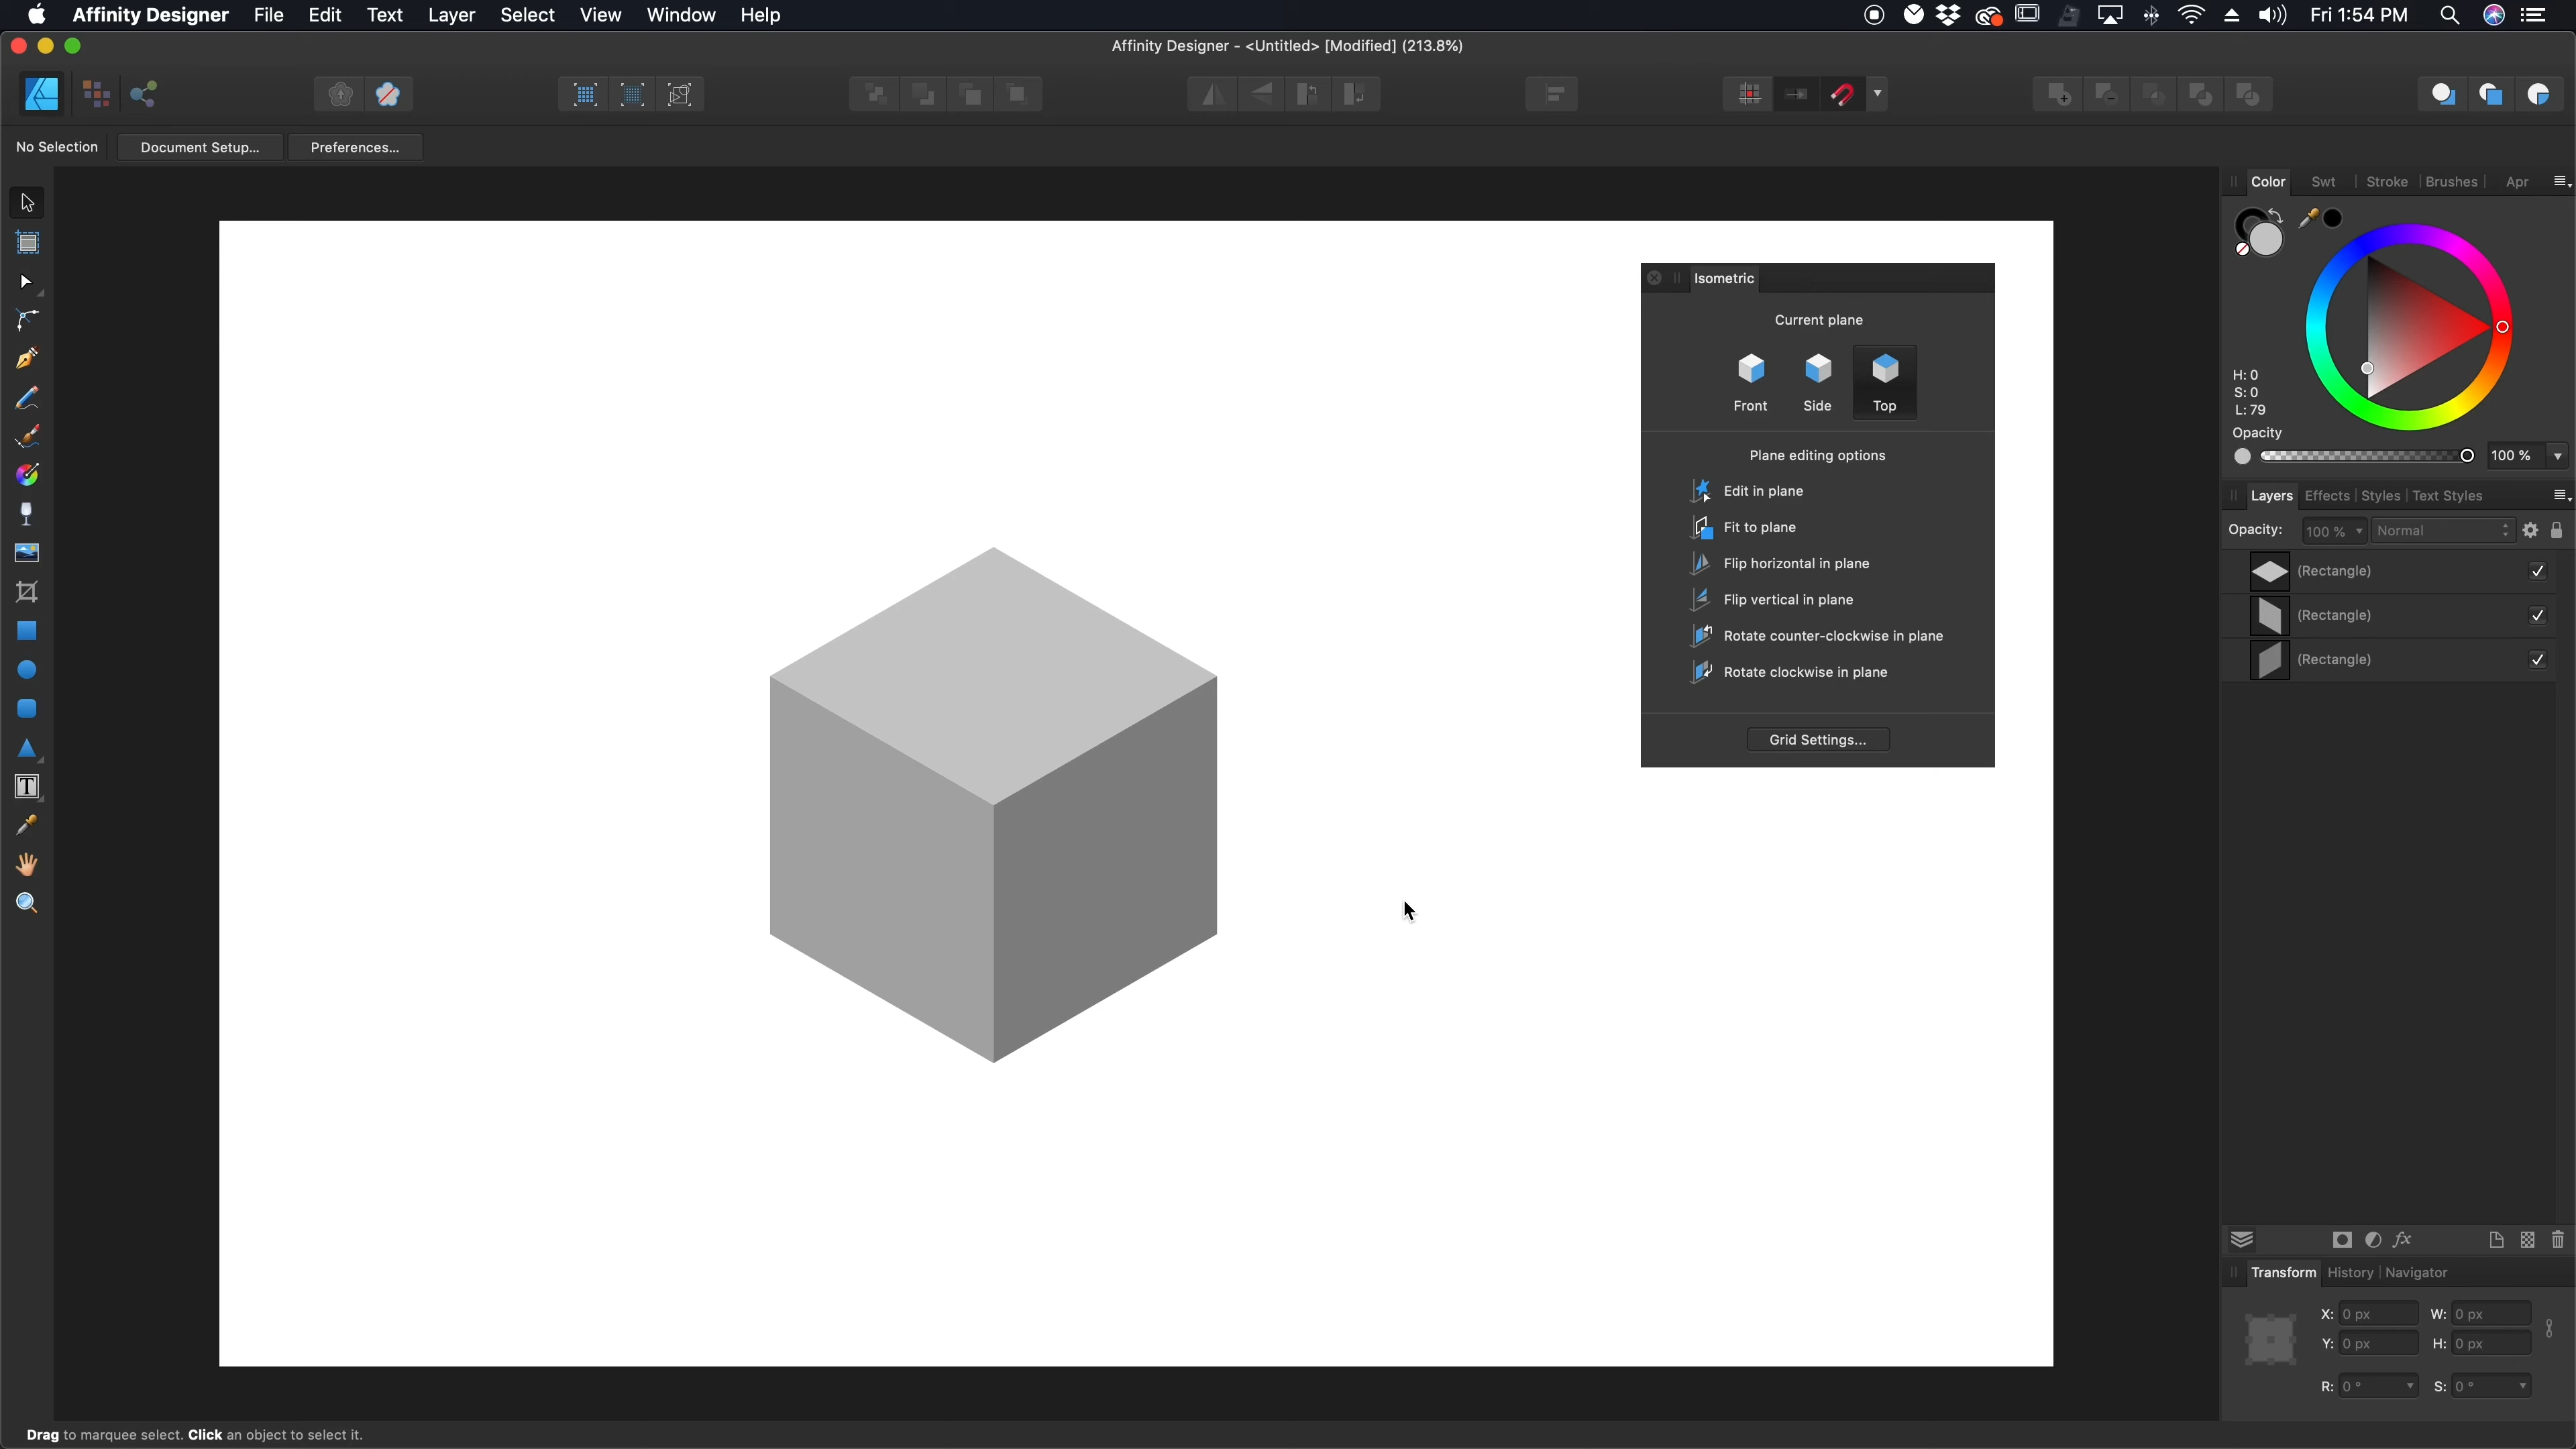 Affinity Designer File Edit Text Layer Select View Window Help Fri 1:54 PM
Affinity Designer - <Untitled> [Modified] (213.8%)
No Selection Document Setup... Preferences...
Color Swt Stroke Brushes Apr
H: 0
S: 0
L: 79
Opacity
100 %
Isometric
Current plane
Front Side Top
Plane editing options
Edit in plane
Fit to plane
Flip horizontal in plane
Flip vertical in plane
Rotate counter-clockwise in plane
Rotate clockwise in plane
Grid Settings...
Layers Effects Styles Text Styles
Opacity: 100 % Normal
(Rectangle)
(Rectangle)
(Rectangle)
Transform History Navigator
X: 0 px W: 0 px
Y: 0 px H: 0 px
R: 0 ° S: 0 °
Drag to marquee select. Click an object to select it.